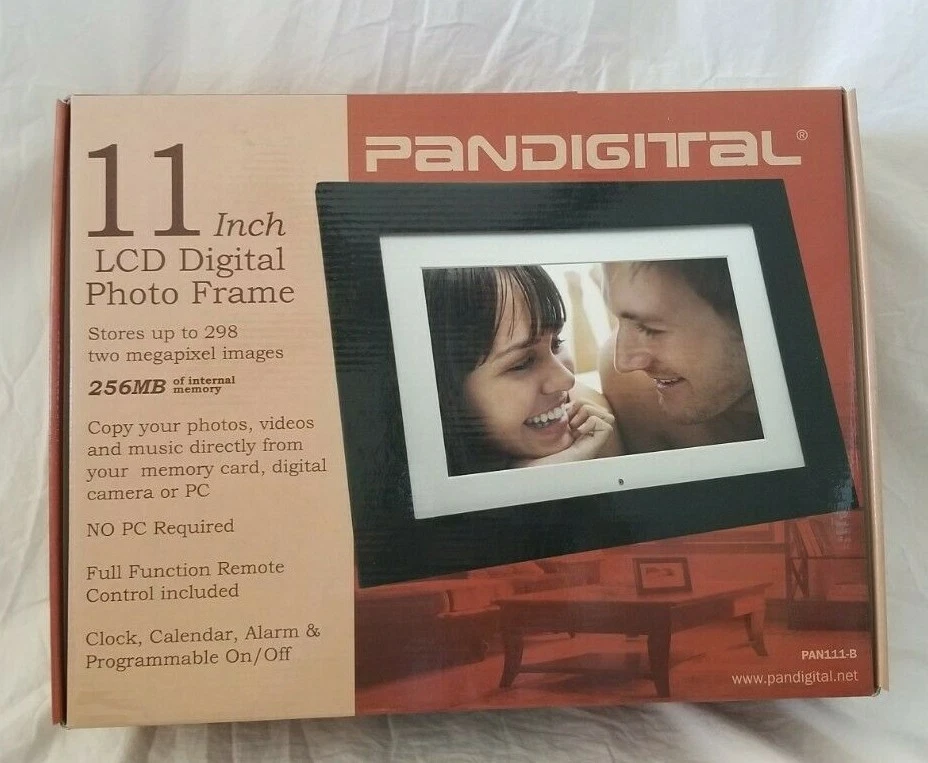 PANDIGITAL®
11 Inch
LCD Digital
Photo Frame
Stores up to 298
two megapixel images
256MB of internal
memory
Copy your photos, videos
and music directly from
your memory card, digital
camera or PC
NO PC Required
Full Function Remote
Control included
Clock, Calendar, Alarm &
Programmable On/Off
PAN111-B
www.pandigital.net